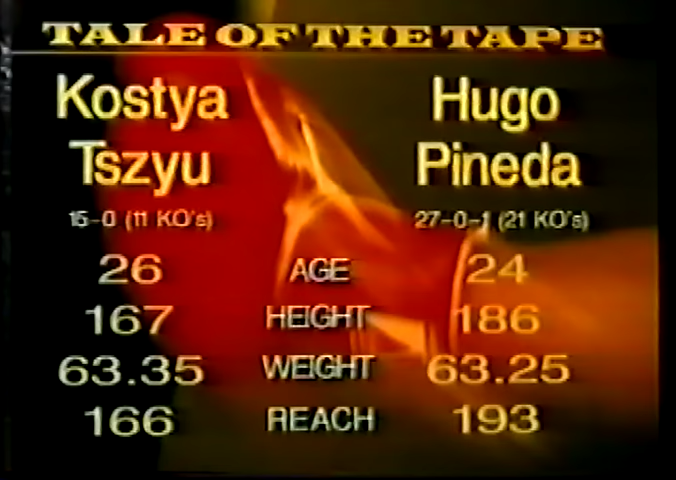 TALE OF THE TAPE
Kostya Tszyu
Hugo Pineda
15-0 (11 KO's)
27-0-1 (21 KO's)
26 AGE 24
167 HEIGHT 186
63.35 WEIGHT 63.25
166 REACH 193